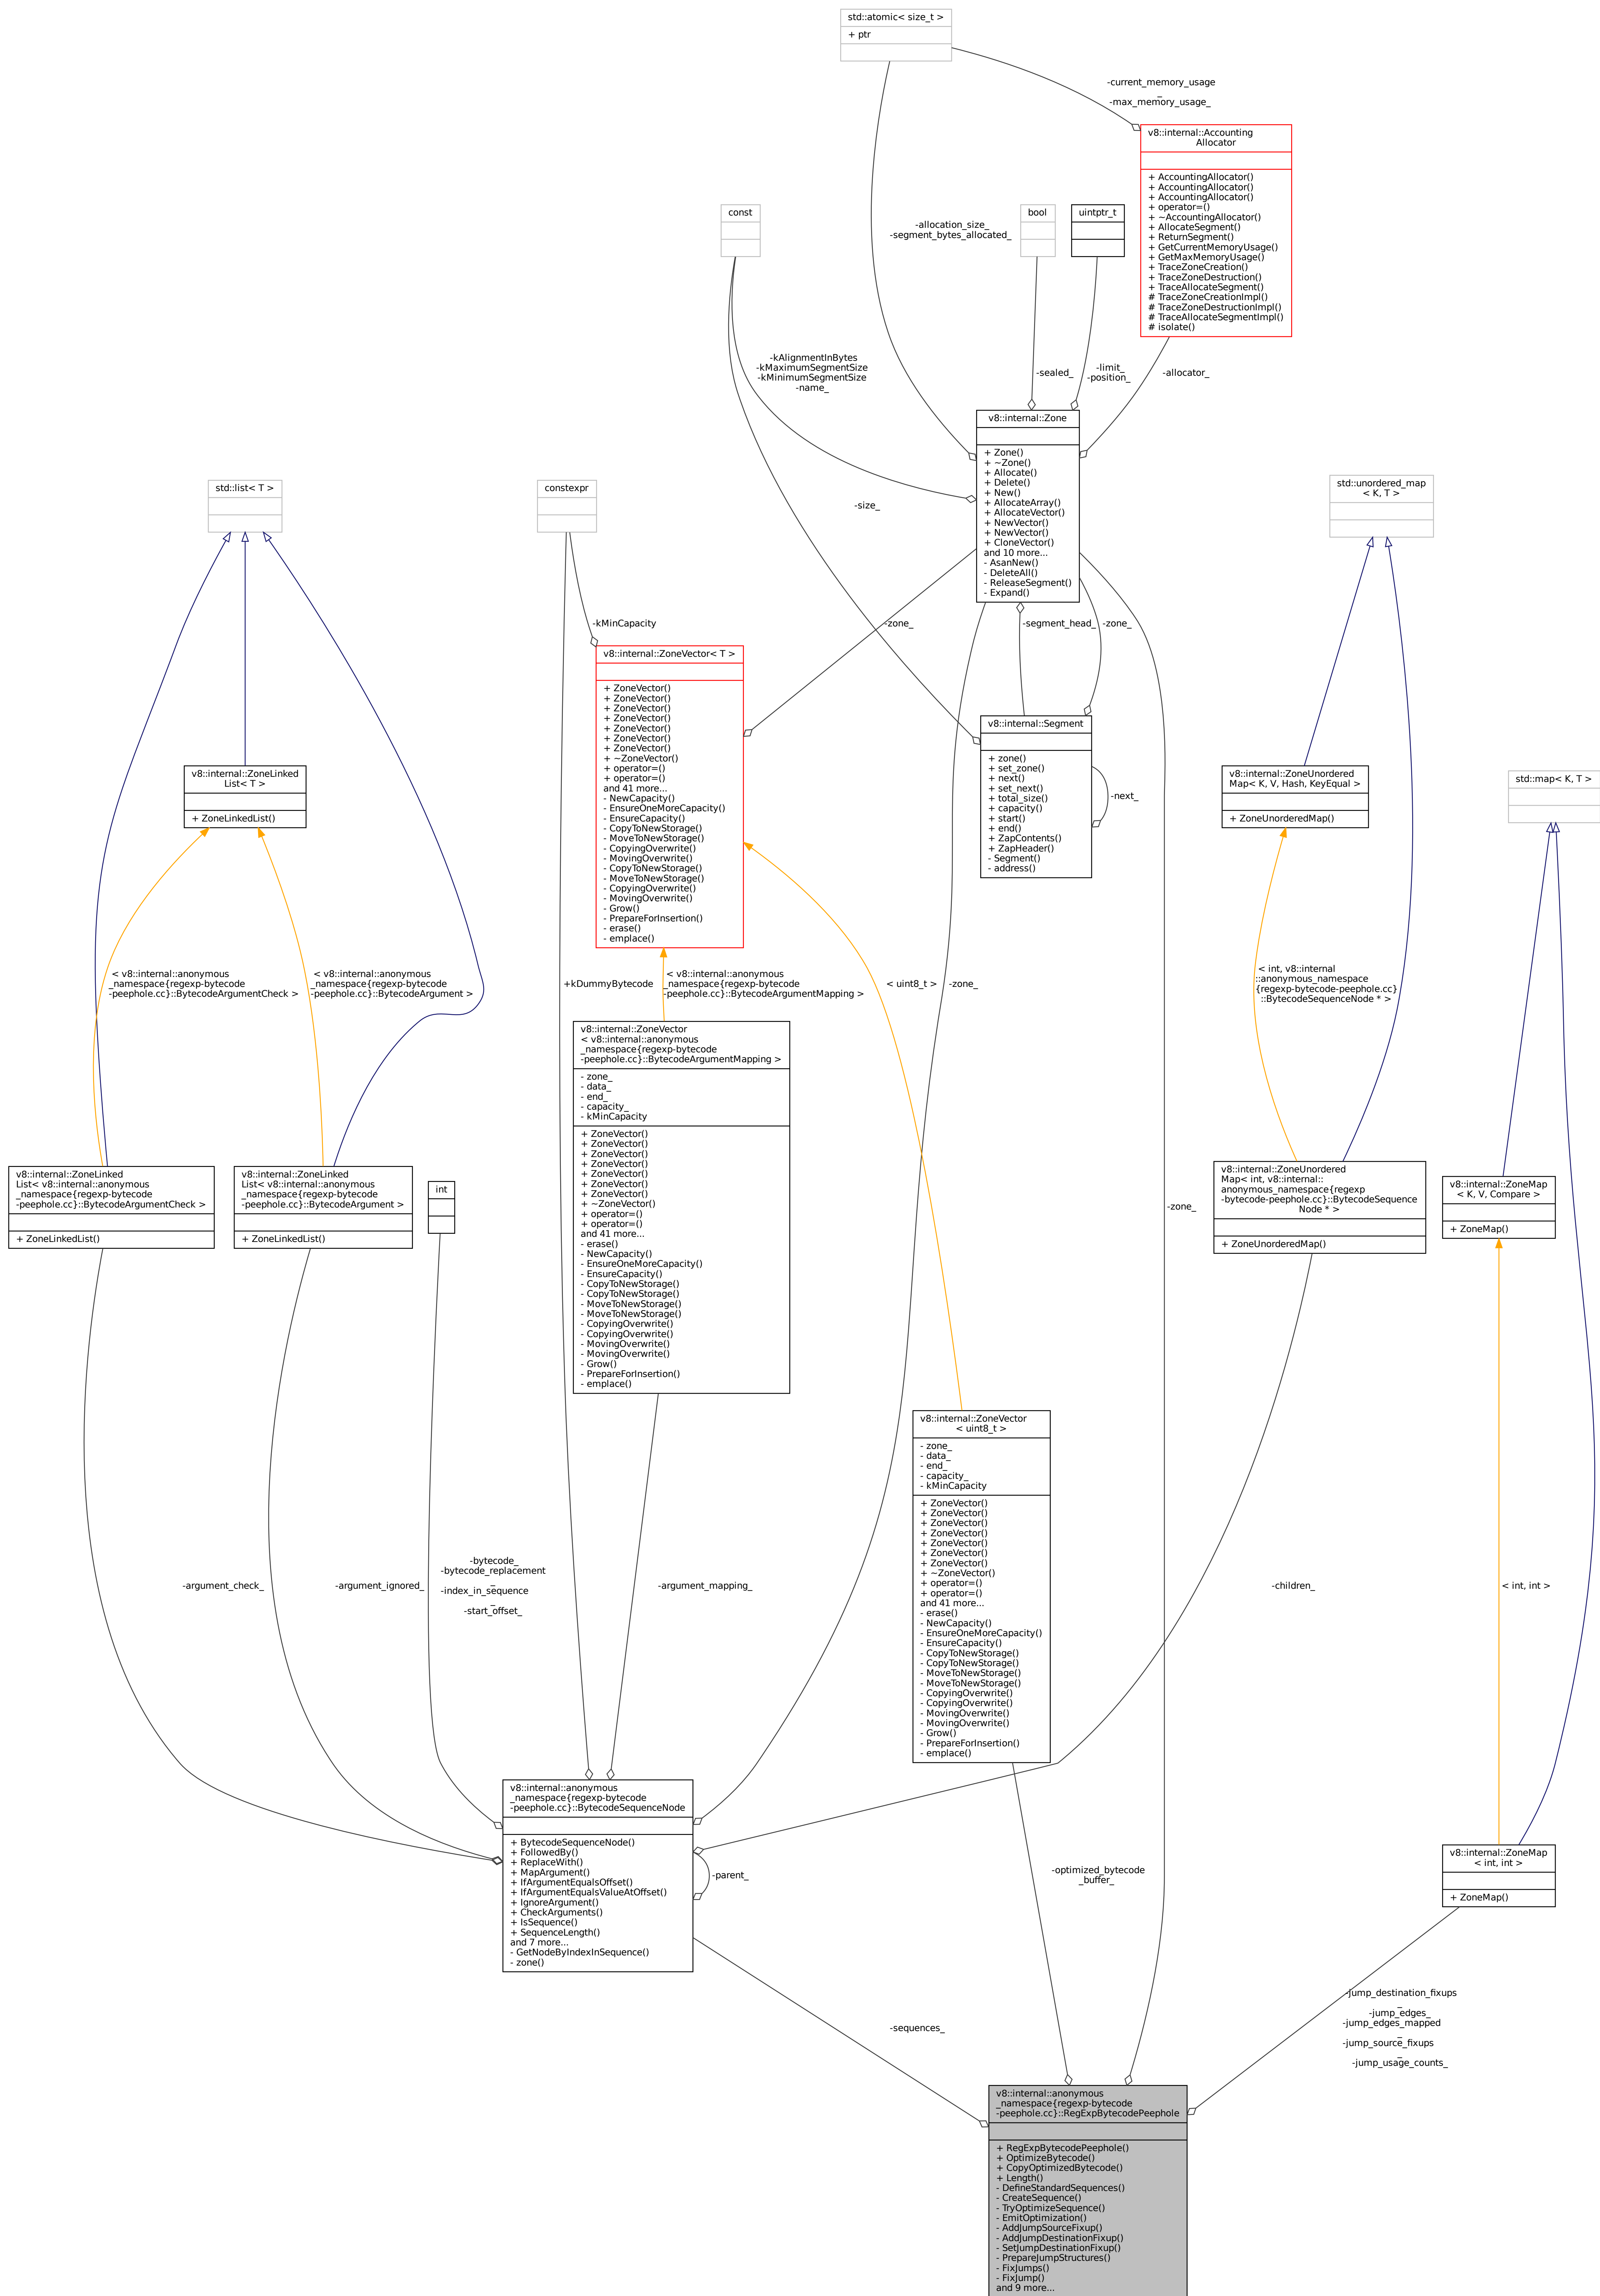 std::atomic< size_t >
+ ptr
-current_memory_usage
_
-max_memory_usage_
v8::internal::Accounting
Allocator
+ AccountingAllocator()
+ AccountingAllocator()
+ AccountingAllocator()
+ operator=()
+ ~AccountingAllocator()
+ AllocateSegment()
+ ReturnSegment()
+ GetCurrentMemoryUsage()
+ GetMaxMemoryUsage()
+ TraceZoneCreation()
+ TraceZoneDestruction()
+ TraceAllocateSegment()
# TraceZoneCreationImpl()
# TraceZoneDestructionImpl()
# TraceAllocateSegmentImpl()
# isolate()
const
bool
uintptr_t
-allocation_size_
-segment_bytes_allocated_
-kAlignmentInBytes
-kMaximumSegmentSize
-kMinimumSegmentSize
-name_
-sealed_
-limit_
-position_
-allocator_
v8::internal::Zone
+ Zone()
+ ~Zone()
+ Allocate()
+ Delete()
+ New()
+ AllocateArray()
+ AllocateVector()
+ NewVector()
+ NewVector()
+ CloneVector()
and 10 more...
- AsanNew()
- DeleteAll()
- ReleaseSegment()
- Expand()
std::list< T >
constexpr
-size_
std::unordered_map
< K, T >
-kMinCapacity
-zone_
-segment_head_
-zone_
v8::internal::ZoneVector< T >
+ ZoneVector()
+ ZoneVector()
+ ZoneVector()
+ ZoneVector()
+ ZoneVector()
+ ZoneVector()
+ ZoneVector()
+ ~ZoneVector()
+ operator=()
+ operator=()
and 41 more...
- NewCapacity()
- EnsureOneMoreCapacity()
- EnsureCapacity()
- CopyToNewStorage()
- MoveToNewStorage()
- CopyingOverwrite()
- MovingOverwrite()
- CopyToNewStorage()
- MoveToNewStorage()
- CopyingOverwrite()
- MovingOverwrite()
- Grow()
- PrepareForInsertion()
- erase()
- emplace()
v8::internal::Segment
+ zone()
+ set_zone()
+ next()
+ set_next()
+ total_size()
+ capacity()
+ start()
+ end()
+ ZapContents()
+ ZapHeader()
- Segment()
- address()
-next_
v8::internal::ZoneLinked
List< T >
+ ZoneLinkedList()
v8::internal::ZoneUnordered
Map< K, V, Hash, KeyEqual >
+ ZoneUnorderedMap()
std::map< K, T >
< v8::internal::anonymous
_namespace{regexp-bytecode
-peephole.cc}::BytecodeArgumentCheck >
< v8::internal::anonymous
_namespace{regexp-bytecode
-peephole.cc}::BytecodeArgument >
+kDummyBytecode
< v8::internal::anonymous
_namespace{regexp-bytecode
-peephole.cc}::BytecodeArgumentMapping >
< uint8_t >
-zone_
< int, v8::internal
::anonymous_namespace
{regexp-bytecode-peephole.cc}
::BytecodeSequenceNode * >
v8::internal::ZoneVector
< v8::internal::anonymous
_namespace{regexp-bytecode
-peephole.cc}::BytecodeArgumentMapping >
- zone_
- data_
- end_
- capacity_
- kMinCapacity
+ ZoneVector()
+ ZoneVector()
+ ZoneVector()
+ ZoneVector()
+ ZoneVector()
+ ZoneVector()
+ ZoneVector()
+ ~ZoneVector()
+ operator=()
+ operator=()
and 41 more...
- erase()
- NewCapacity()
- EnsureOneMoreCapacity()
- EnsureCapacity()
- CopyToNewStorage()
- CopyToNewStorage()
- MoveToNewStorage()
- MoveToNewStorage()
- CopyingOverwrite()
- CopyingOverwrite()
- MovingOverwrite()
- MovingOverwrite()
- Grow()
- PrepareForInsertion()
- emplace()
v8::internal::ZoneLinked
List< v8::internal::anonymous
_namespace{regexp-bytecode
-peephole.cc}::BytecodeArgumentCheck >
+ ZoneLinkedList()
v8::internal::ZoneLinked
List< v8::internal::anonymous
_namespace{regexp-bytecode
-peephole.cc}::BytecodeArgument >
+ ZoneLinkedList()
int
-zone_
v8::internal::ZoneUnordered
Map< int, v8::internal::
anonymous_namespace{regexp
-bytecode-peephole.cc}::BytecodeSequence
Node * >
+ ZoneUnorderedMap()
v8::internal::ZoneMap
< K, V, Compare >
+ ZoneMap()
v8::internal::ZoneVector
< uint8_t >
- zone_
- data_
- end_
- capacity_
- kMinCapacity
+ ZoneVector()
+ ZoneVector()
+ ZoneVector()
+ ZoneVector()
+ ZoneVector()
+ ZoneVector()
+ ZoneVector()
+ ~ZoneVector()
+ operator=()
+ operator=()
and 41 more...
- erase()
- NewCapacity()
- EnsureOneMoreCapacity()
- EnsureCapacity()
- CopyToNewStorage()
- CopyToNewStorage()
- MoveToNewStorage()
- MoveToNewStorage()
- CopyingOverwrite()
- CopyingOverwrite()
- MovingOverwrite()
- MovingOverwrite()
- Grow()
- PrepareForInsertion()
- emplace()
-argument_check_
-argument_ignored_
-bytecode_
-bytecode_replacement
_
-index_in_sequence
_
-start_offset_
-argument_mapping_
-children_
< int, int >
v8::internal::anonymous
_namespace{regexp-bytecode
-peephole.cc}::BytecodeSequenceNode
+ BytecodeSequenceNode()
+ FollowedBy()
+ ReplaceWith()
+ MapArgument()
+ IfArgumentEqualsOffset()
+ IfArgumentEqualsValueAtOffset()
+ IgnoreArgument()
+ CheckArguments()
+ IsSequence()
+ SequenceLength()
and 7 more...
- GetNodeByIndexInSequence()
- zone()
-parent_
-optimized_bytecode
_buffer_
v8::internal::ZoneMap
< int, int >
+ ZoneMap()
-sequences_
-jump_destination_fixups
_
-jump_edges_
-jump_edges_mapped
_
-jump_source_fixups
_
-jump_usage_counts_
v8::internal::anonymous
_namespace{regexp-bytecode
-peephole.cc}::RegExpBytecodePeephole
+ RegExpBytecodePeephole()
+ OptimizeBytecode()
+ CopyOptimizedBytecode()
+ Length()
- DefineStandardSequences()
- CreateSequence()
- TryOptimizeSequence()
- EmitOptimization()
- AddJumpSourceFixup()
- AddJumpDestinationFixup()
- SetJumpDestinationFixup()
- PrepareJumpStructures()
- FixJumps()
- FixJump()
and 9 more...